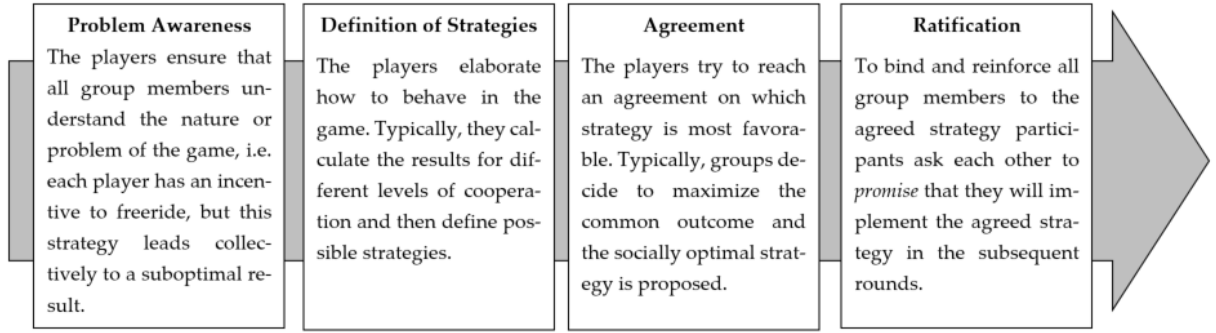 Problem Awareness
The players ensure that
all group members un-
derstand the nature or
problem of the game, i.e.
each player has an incen-
tive to freeride, but this
strategy leads collec-
tively to a suboptimal re-
sult.
Definition of Strategies
The players elaborate
how to behave in the
game. Typically, they cal-
culate the results for dif-
ferent levels of coopera-
tion and then define pos-
sible strategies.
Agreement
The players try to reach
an agreement on which
strategy is most favora-
ble. Typically, groups de-
cide to maximize the
common outcome and
the socially optimal strat-
egy is proposed.
Ratification
To bind and reinforce all
group members to the
agreed strategy partici-
pants ask each other to
promise that they will im-
plement the agreed stra-
tegy in the subsequent
rounds.